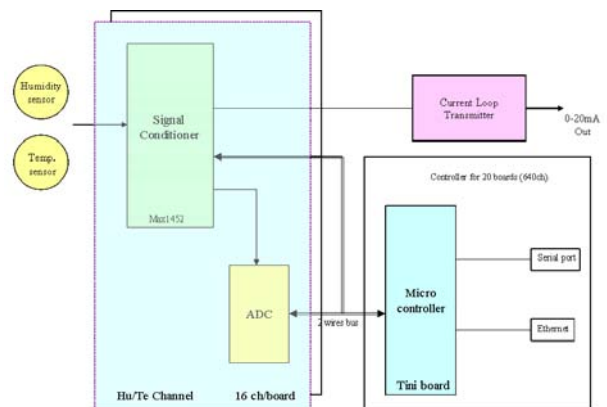 Humidity
sensor
Temp.
sensor
Signal
Conditioner
Max1452
ADC
Hu/Te Channel
16 ch/board
Current Loop
Transmitter
0-20mA
Out
Controller for 20 boards (640ch)
Micro
controller
Tini board
Serial port
Ethernet
2 wires bus